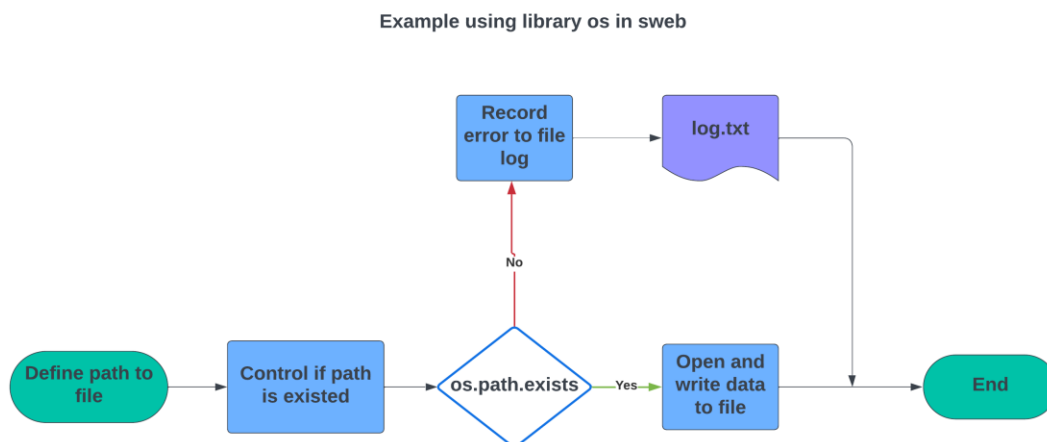 Example using library os in sweb
Record
error to file
log
log.txt
No
Define path to
file
Control if path
is existed
os.path.exists
Yes
Open and
write data
to file
End